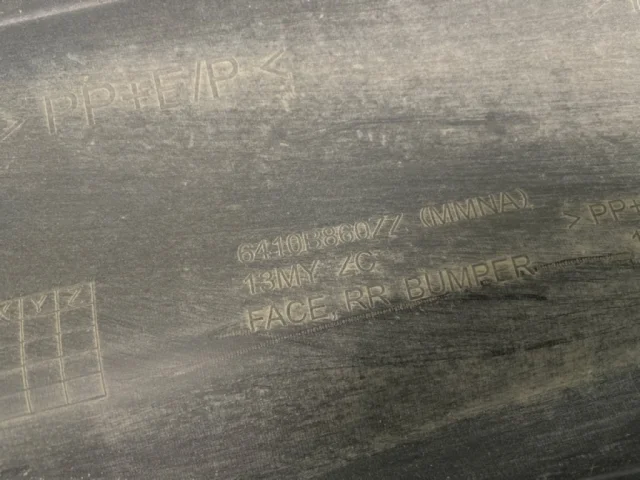 >PP+E/P<
6410B860ZZ (MMNA)
13MY ZC
FACE, RR BUMPER
>PP+
X Y Z